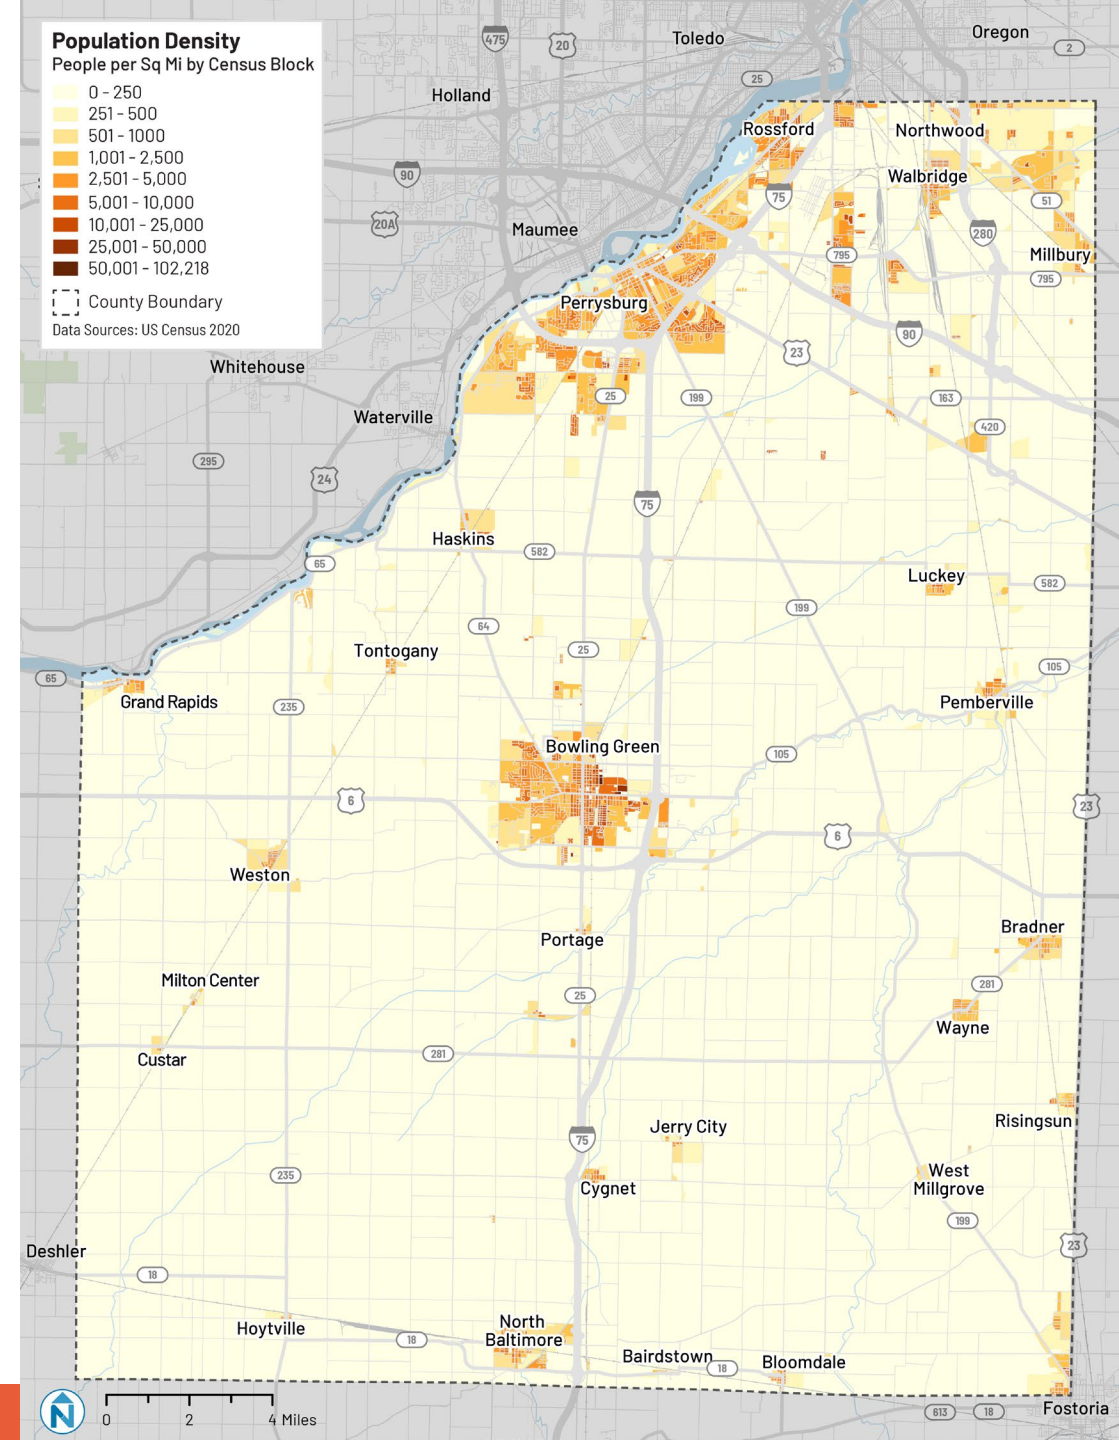 Population Density
People per Sq Mi by Census Block
0 - 250
251 - 500
501 - 1000
1,001 - 2,500
2,501 - 5,000
5,001 - 10,000
10,001 - 25,000
25,001 - 50,000
50,001 - 102,218
County Boundary
Data Sources: US Census 2020
475
20
Toledo
Oregon
2
25
Holland
Rossford
Northwood
90
Walbridge
75
51
20A
Maumee
280
795
Millbury
795
Perrysburg
90
23
Whitehouse
25
199
163
Waterville
420
295
24
75
Haskins
582
65
Luckey
582
199
64
Tontogany
25
105
65
Grand Rapids
235
Pemberville
Bowling Green
105
6
23
6
Weston
Bradner
Portage
Milton Center
281
25
Wayne
Custar
281
Risingsun
Jerry City
75
235
West
Millgrove
Cygnet
199
23
Deshler
18
Hoytville
North
Baltimore
18
Bairdstown
18
Bloomdale
N
0
2
4 Miles
613
18
Fostoria